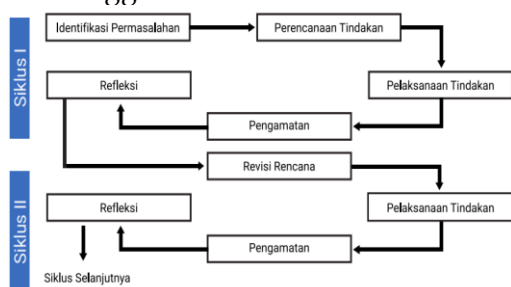 Siklus I
Identifikasi Permasalahan
Perencanaan Tindakan
Refleksi
Pelaksanaan Tindakan
Pengamatan
Revisi Rencana
Siklus II
Refleksi
Pelaksanaan Tindakan
Pengamatan
Siklus Selanjutnya